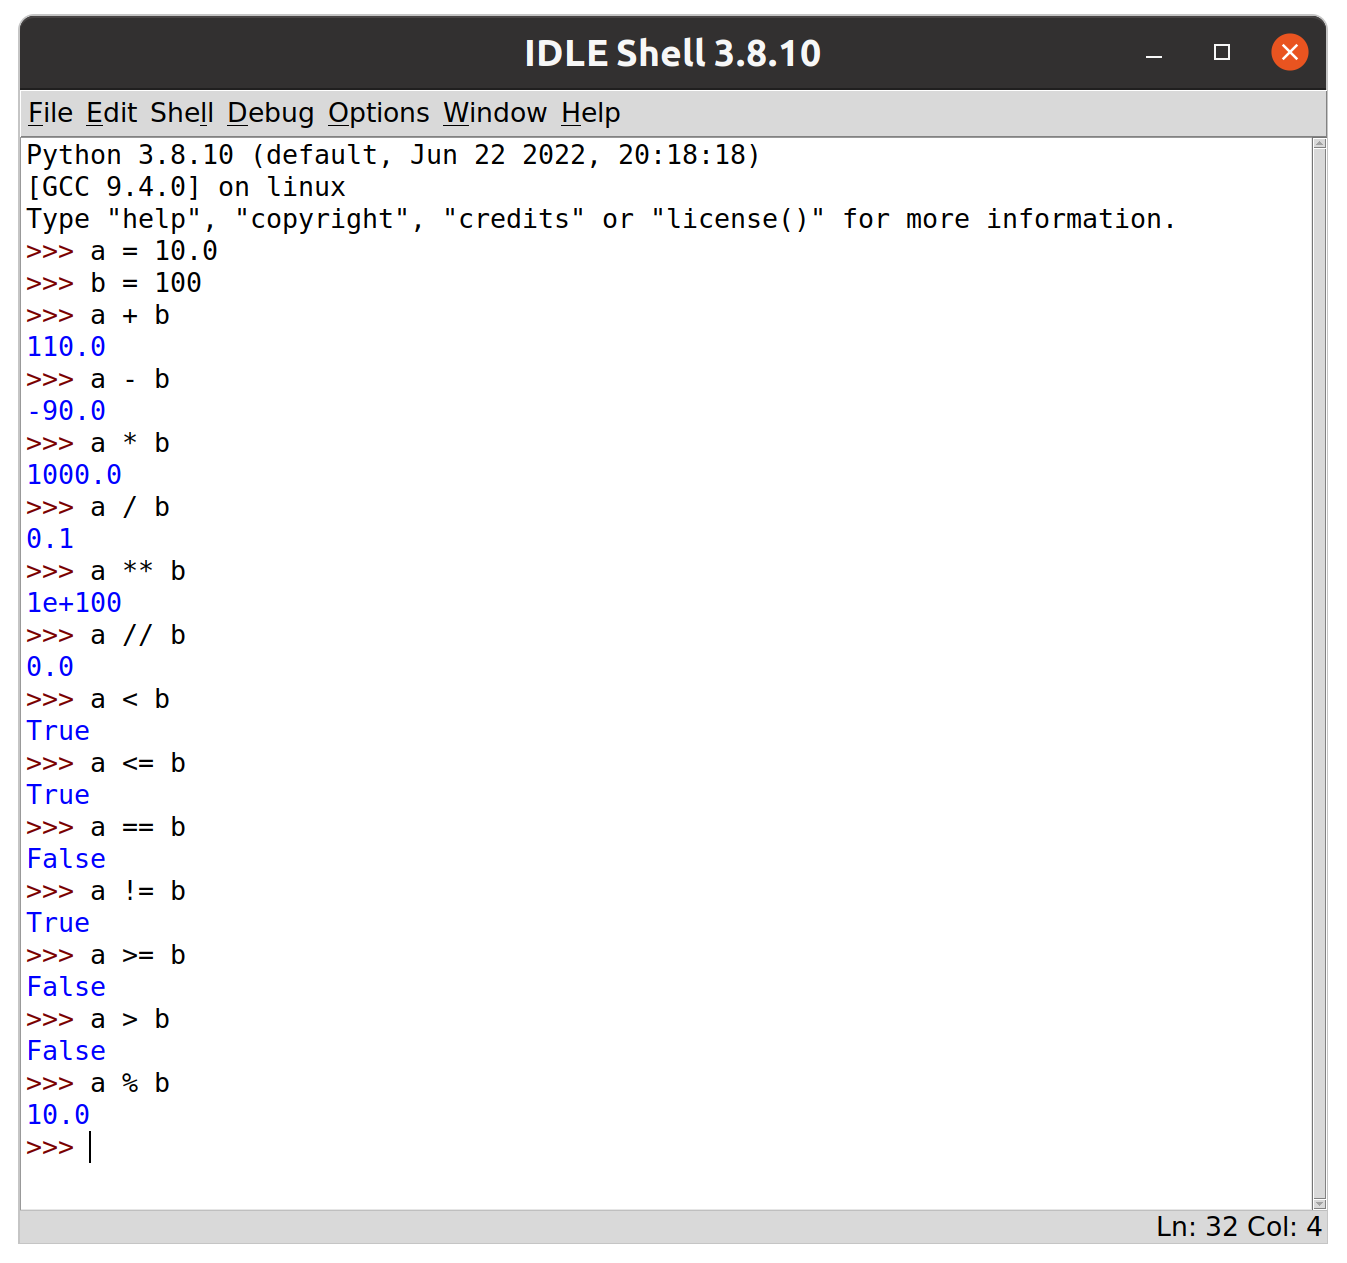 IDLE Shell 3.8.10
File Edit Shell Debug Options Window Help
Python 3.8.10 (default, Jun 22 2022, 20:18:18)
[GCC 9.4.0] on linux
Type "help", "copyright", "credits" or "license()" for more information.
>>> a = 10.0
>>> b = 100
>>> a + b
110.0
>>> a - b
-90.0
>>> a * b
1000.0
>>> a / b
0.1
>>> a ** b
1e+100
>>> a // b
0.0
>>> a < b
True
>>> a <= b
True
>>> a == b
False
>>> a != b
True
>>> a >= b
False
>>> a > b
False
>>> a % b
10.0
>>>
Ln: 32 Col: 4